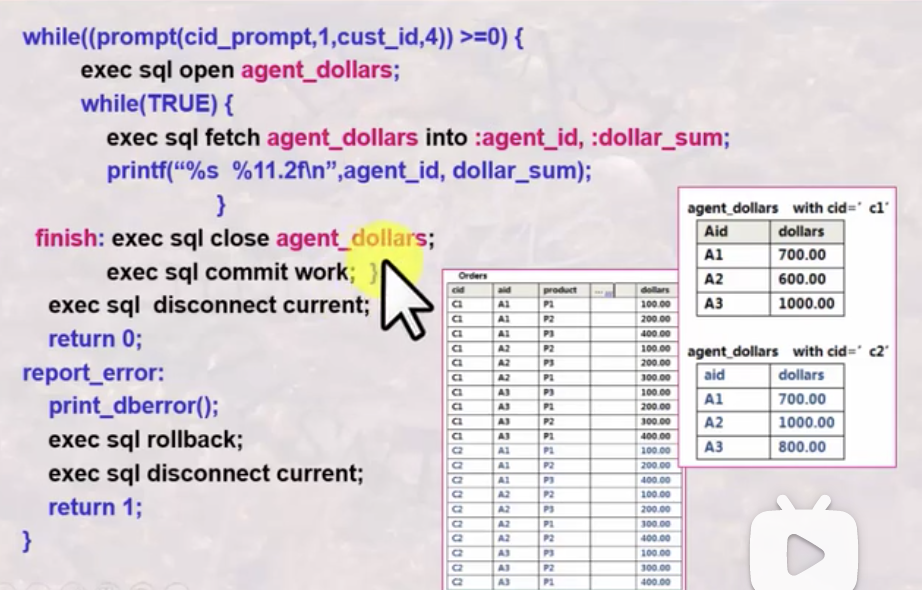 while((prompt(cid_prompt,1,cust_id,4)) >=0) {
exec sql open agent_dollars;
while(TRUE) {
exec sql fetch agent_dollars into :agent_id, :dollar_sum;
printf(“%s %11.2f\n”,agent_id, dollar_sum);
}
finish: exec sql close agent_dollars;
exec sql commit work; }
exec sql disconnect current;
return 0;
report_error:
print_dberror();
exec sql rollback;
exec sql disconnect current;
return 1;
}
Orders
cid aid product ... dollars
C1 A1 P1 100.00
C1 A1 P2 200.00
C1 A1 P3 400.00
C1 A2 P2 100.00
C1 A2 P3 200.00
C1 A2 P1 300.00
C1 A3 P3 100.00
C1 A3 P1 200.00
C1 A3 P2 300.00
C1 A3 P1 400.00
C2 A1 P1 100.00
C2 A1 P2 200.00
C2 A1 P3 400.00
C2 A2 P2 100.00
C2 A2 P3 200.00
C2 A2 P1 300.00
C2 A2 P2 400.00
C2 A3 P3 100.00
C2 A3 P2 300.00
C2 A3 P1 400.00
agent_dollars with cid=’ c1’
Aid dollars
A1 700.00
A2 600.00
A3 1000.00
agent_dollars with cid=’ c2’
aid dollars
A1 700.00
A2 1000.00
A3 800.00